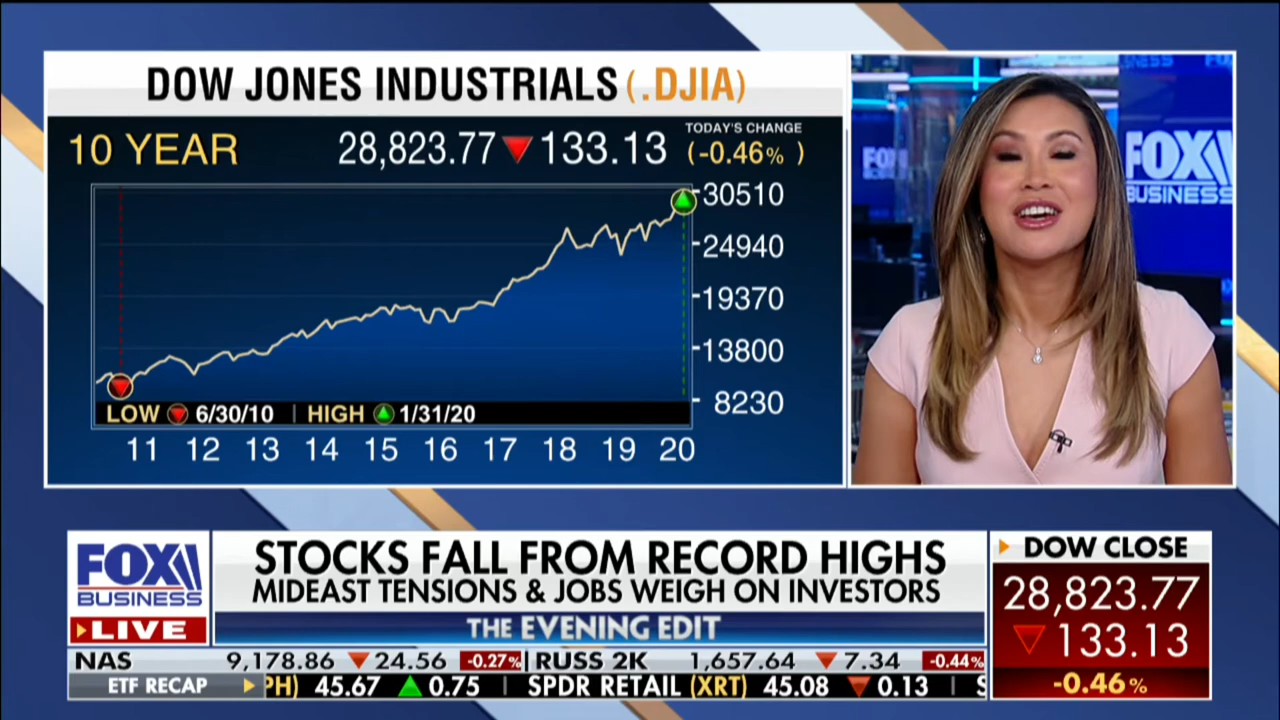 DOW JONES INDUSTRIALS (.DJIA)
10 YEAR
28,823.77 ▼ 133.13
TODAY'S CHANGE
(-0.46%)
30510
24940
19370
13800
8230
LOW 6/30/10 | HIGH 1/31/20
11 12 13 14 15 16 17 18 19 20
FOX
BUSINESS
FOX BUSINESS
LIVE
STOCKS FALL FROM RECORD HIGHS
MIDEAST TENSIONS & JOBS WEIGH ON INVESTORS
THE EVENING EDIT
DOW CLOSE
28,823.77
▼ 133.13
-0.46%
NAS 9,178.86 ▼ 24.56 -0.27% RUSS 2K 1,657.64 ▼ 7.34 -0.44%
ETF RECAP PH) 45.67 ▲ 0.75 | SPDR RETAIL (XRT) 45.08 ▼ 0.13 | S